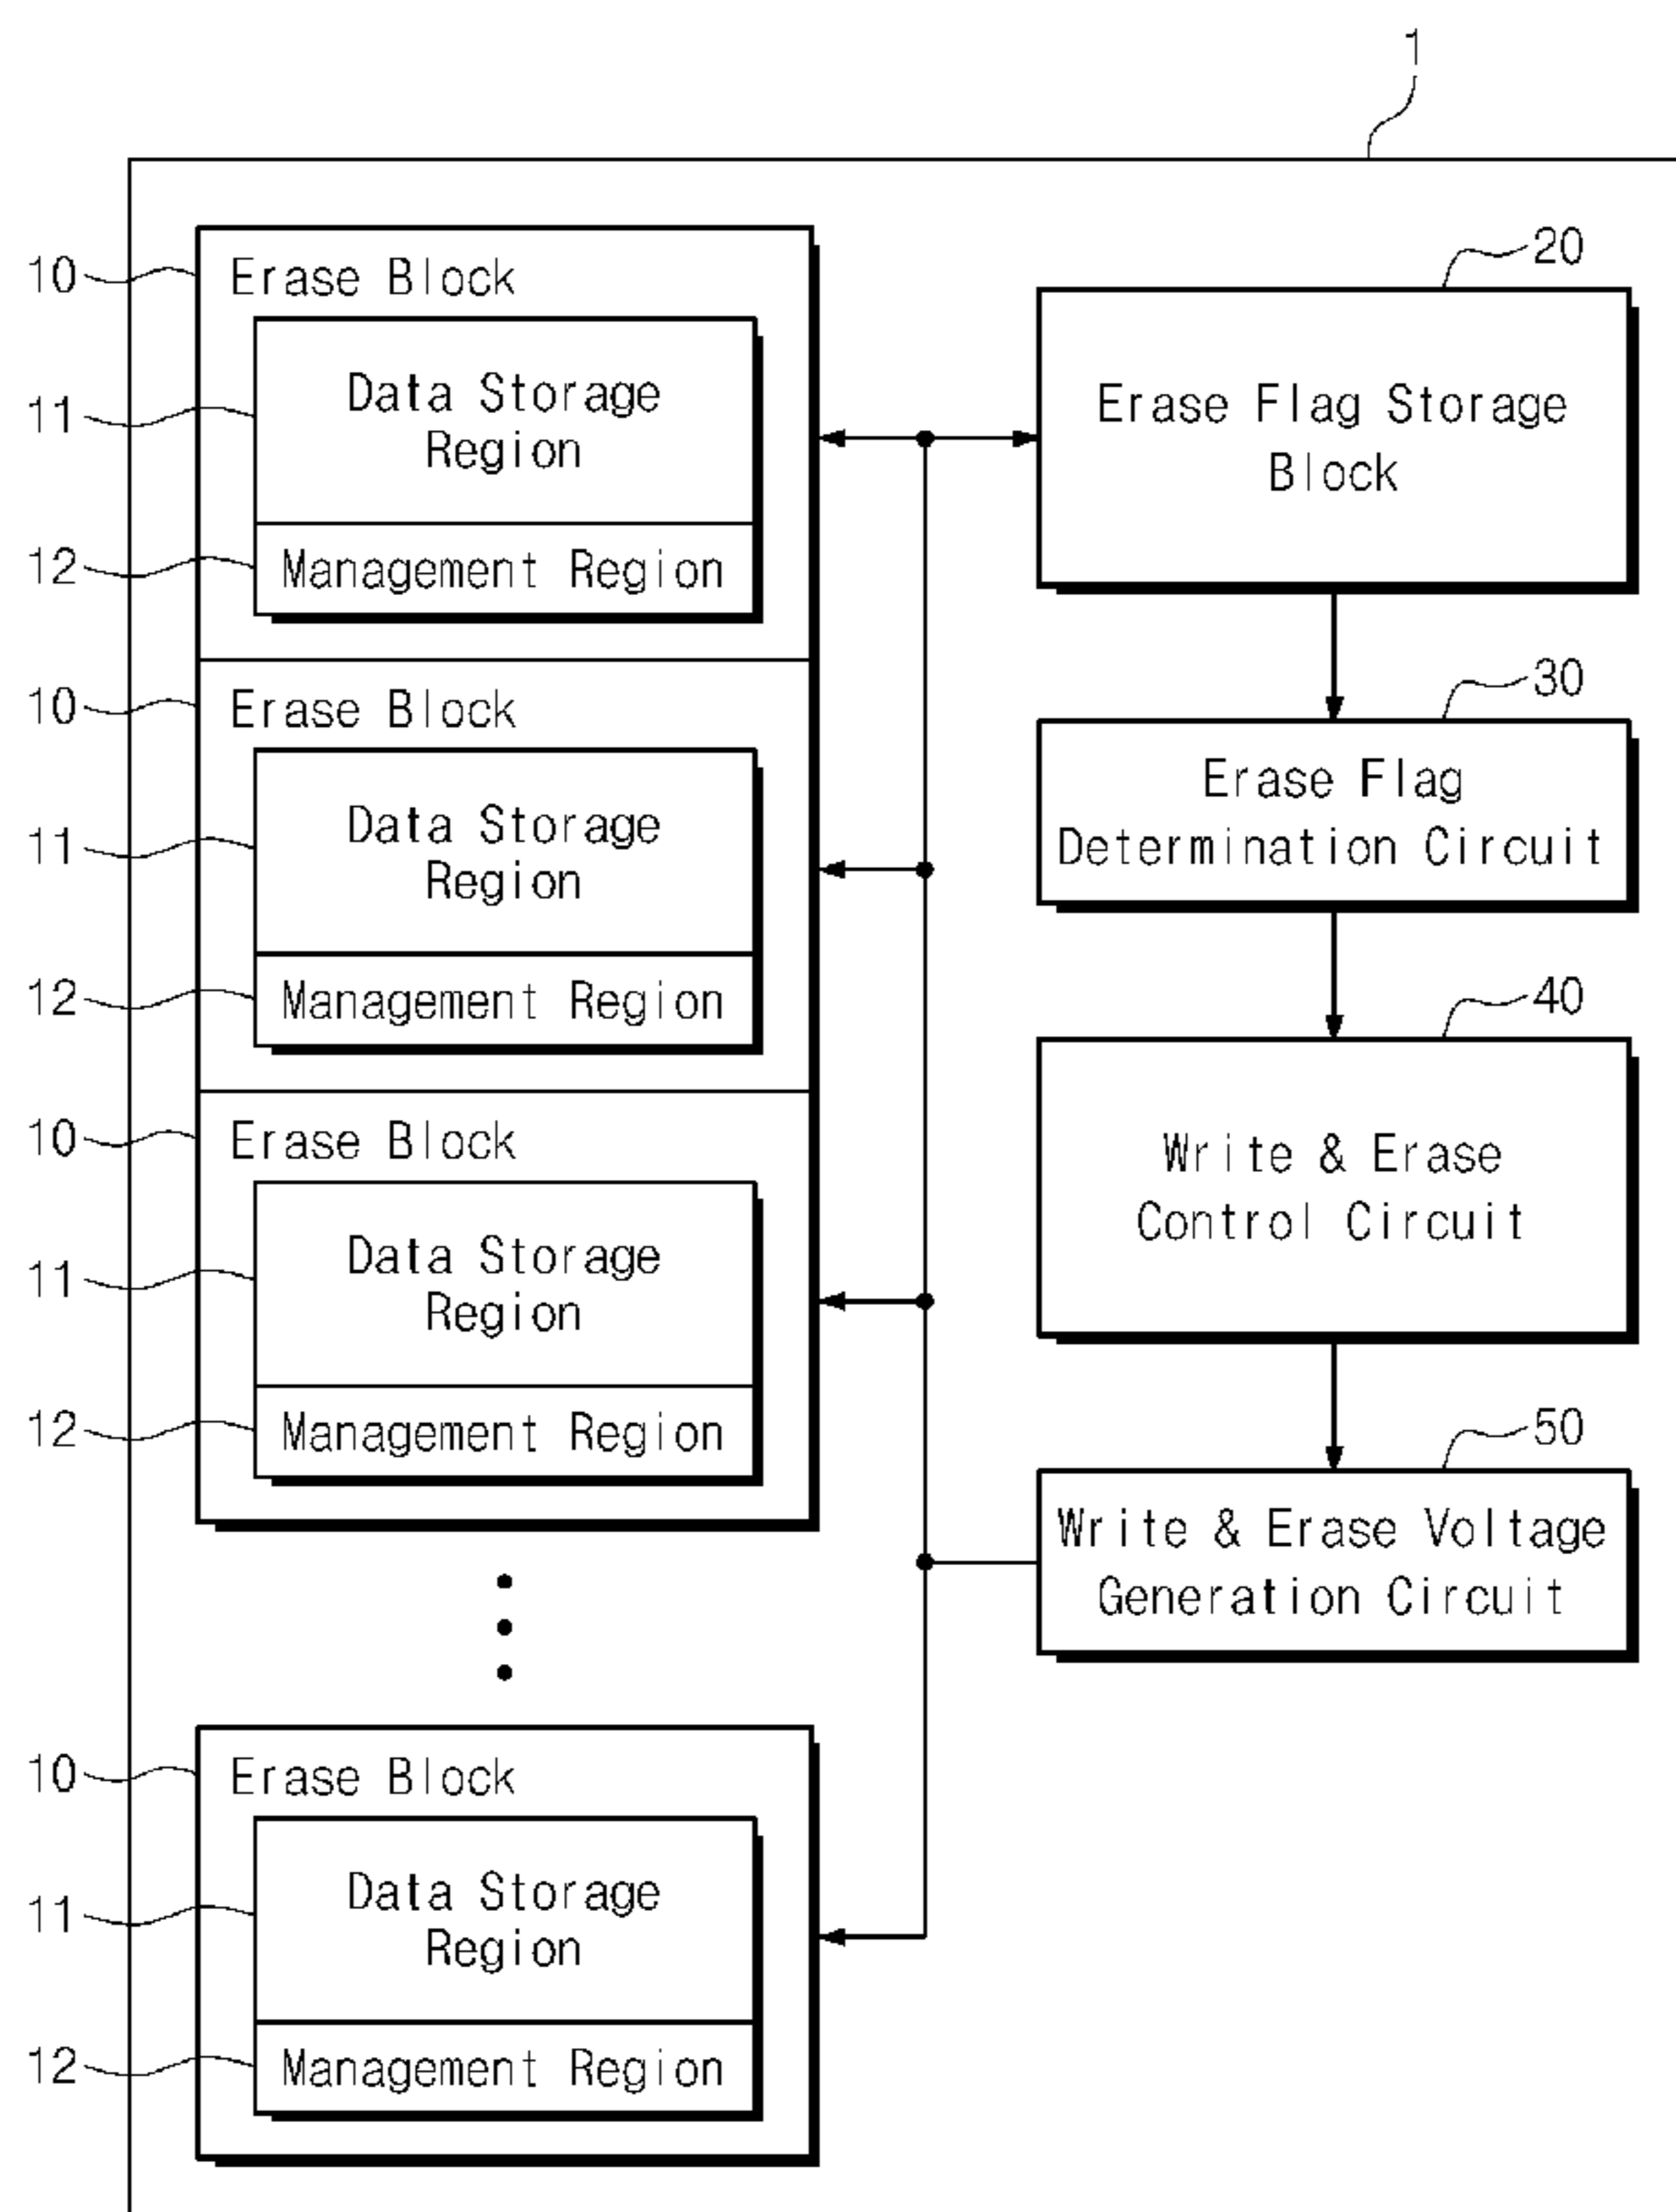 1
10
Erase Block
11
Data Storage
Region
12
Management Region
10
Erase Block
11
Data Storage
Region
12
Management Region
10
Erase Block
11
Data Storage
Region
12
Management Region
10
Erase Block
11
Data Storage
Region
12
Management Region
20
Erase Flag Storage
Block
30
Erase Flag
Determination Circuit
40
Write & Erase
Control Circuit
50
Write & Erase Voltage
Generation Circuit